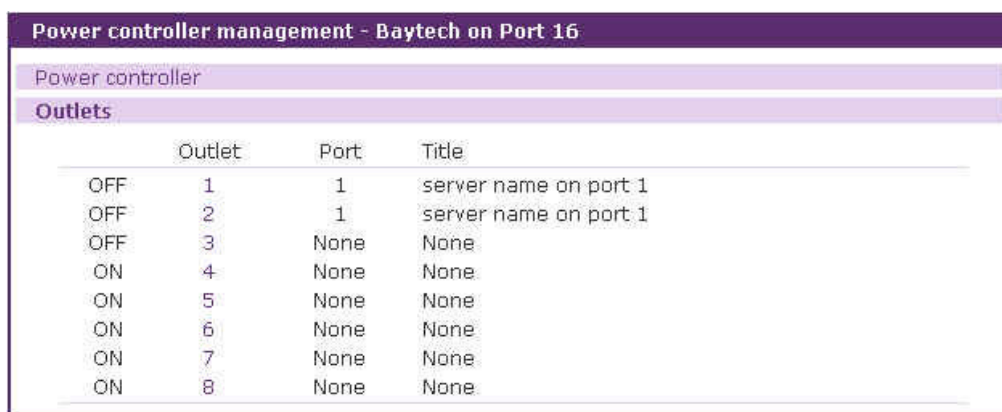 Power controller management - Baytech on Port 16
Power controller
Outlets
Outlet Port Title
OFF 1 1 server name on port 1
OFF 2 1 server name on port 1
OFF 3 None None
ON 4 None None
ON 5 None None
ON 6 None None
ON 7 None None
ON 8 None None